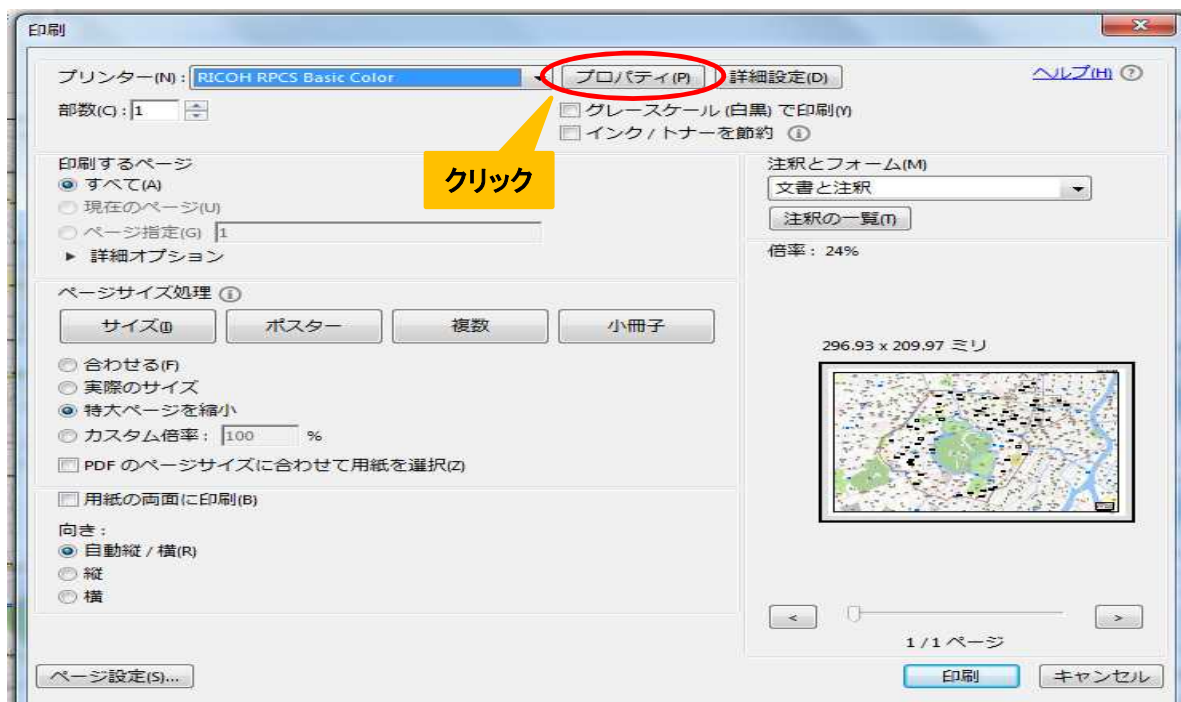 印刷
プリンター(N) : RICOH RPCS Basic Color プロパティ(P) 詳細設定(D) ヘルプ(H)
部数(C) : 1 グレースケール (白黒) で印刷(Y)
インク / トナーを節約
クリック
印刷するページ
すべて(A)
現在のページ(U)
ページ指定(G) 1
詳細オプション
注釈とフォーム(M)
文書と注釈
注釈の一覧(T)
倍率 : 24%
ページサイズ処理
サイズ(I) ポスター 複数 小冊子
合わせる(F)
実際のサイズ
特大ページを縮小
カスタム倍率 : 100 %
PDF のページサイズに合わせて用紙を選択(Z)
296.93 x 209.97 ミリ
用紙の両面に印刷(B)
向き :
自動縦 / 横(R)
縦
横
< >
1 / 1 ページ
ページ設定(S)... 印刷 キャンセル